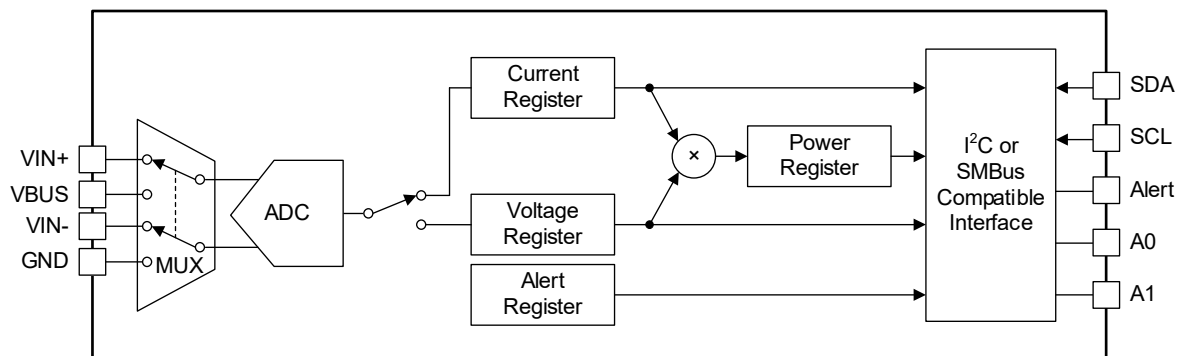 VIN+
VBUS
VIN-
GND
MUX
ADC
Current
Register
Voltage
Register
Alert
Register
×
Power
Register
I²C or
SMBus
Compatible
Interface
SDA
SCL
Alert
A0
A1